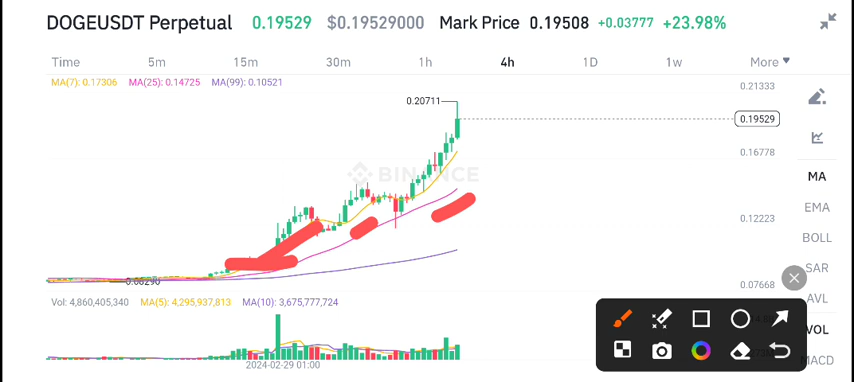 DOGEUSDT Perpetual 0.19529 $0.19529000 Mark Price 0.19508 +0.03777 +23.98%
Time 5m 15m 30m 1h 4h 1D 1w More
MA(7): 0.17306 MA(25): 0.14725 MA(99): 0.10521
0.21333
0.20711
0.19529
0.16778
BINANCE
MA
EMA
0.12223
BOLL
SAR
0.08290
0.07668
AVL
Vol: 4,860,405,340 MA(5): 4,295,937,813 MA(10): 3,675,777,724
VOL
MACD
2024-02-29 01:00